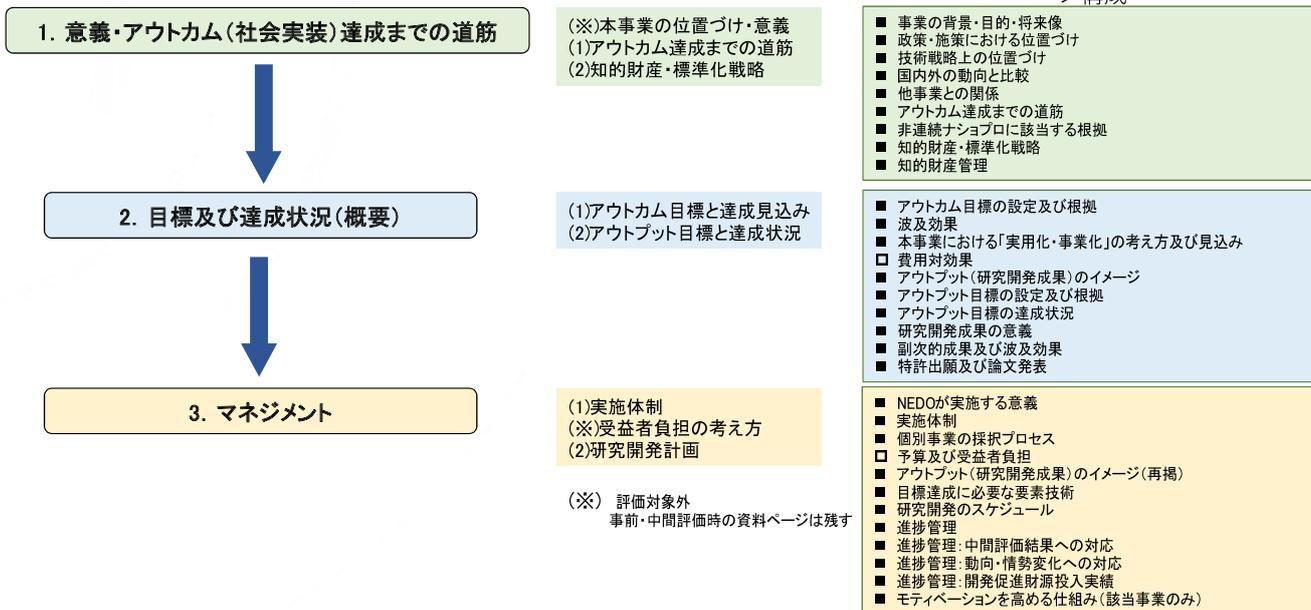 1. 意義・アウトカム(社会実装)達成までの道筋
(※)本事業の位置づけ・意義
(1)アウトカム達成までの道筋
(2)知的財産・標準化戦略
■ 事業の背景・目的・将来像
■ 政策・施策における位置づけ
■ 技術戦略上の位置づけ
■ 国内外の動向と比較
■ 他事業との関係
■ アウトカム達成までの道筋
■ 非連続ナショプロに該当する根拠
■ 知的財産・標準化戦略
■ 知的財産管理
2. 目標及び達成状況(概要)
(1)アウトカム目標と達成見込み
(2)アウトプット目標と達成状況
■ アウトカム目標の設定及び根拠
■ 波及効果
■ 本事業における「実用化・事業化」の考え方及び見込み
□ 費用対効果
■ アウトプット(研究開発成果)のイメージ
■ アウトプット目標の設定及び根拠
■ アウトプット目標の達成状況
■ 研究開発成果の意義
■ 副次的成果及び波及効果
■ 特許出願及び論文発表
3. マネジメント
(1)実施体制
(※)受益者負担の考え方
(2)研究開発計画
(※) 評価対象外
事前・中間評価時の資料ページは残す
■ NEDOが実施する意義
■ 実施体制
■ 個別事業の採択プロセス
□ 予算及び受益者負担
■ アウトプット(研究開発成果)のイメージ(再掲)
■ 目標達成に必要な要素技術
■ 研究開発のスケジュール
■ 進捗管理
■ 進捗管理:中間評価結果への対応
■ 進捗管理:動向・情勢変化への対応
■ 進捗管理:開発促進財源投入実績
■ モティベーションを高める仕組み(該当事業のみ)